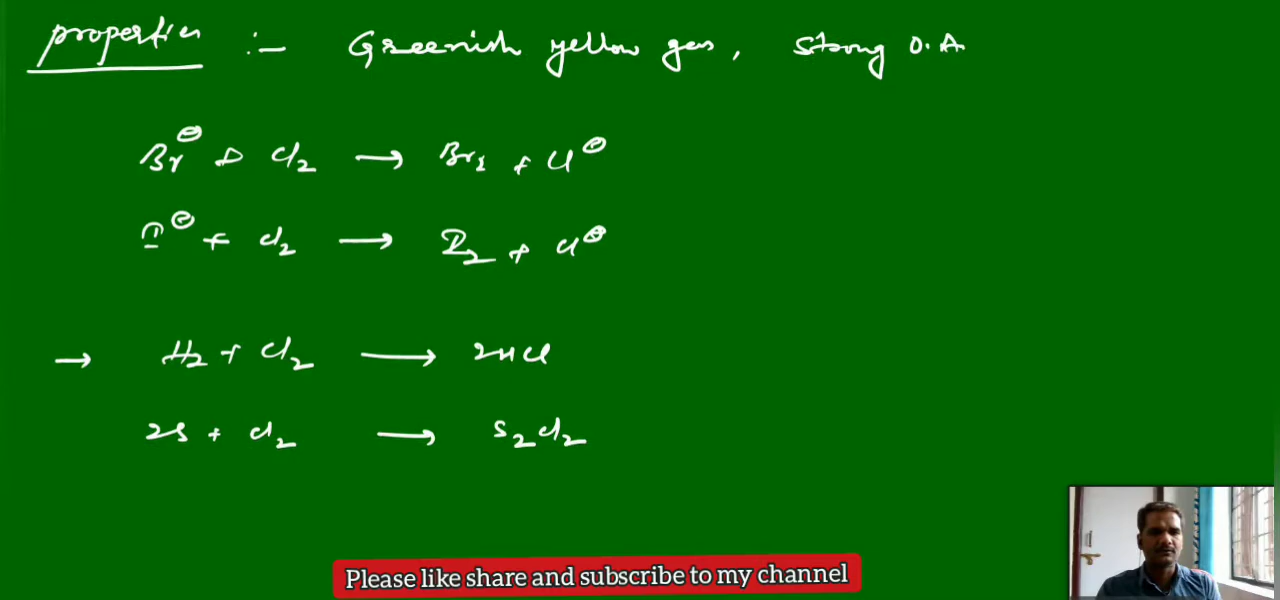 properties :- Greenish yellow gas, strong O.A.
Br⊖ + Cl2 → Br2 + Cl⊖
I⊖ + Cl2 → I2 + Cl⊖
→ H2 + Cl2 → 2HCl
2S + Cl2 → S2Cl2
Please like share and subscribe to my channel